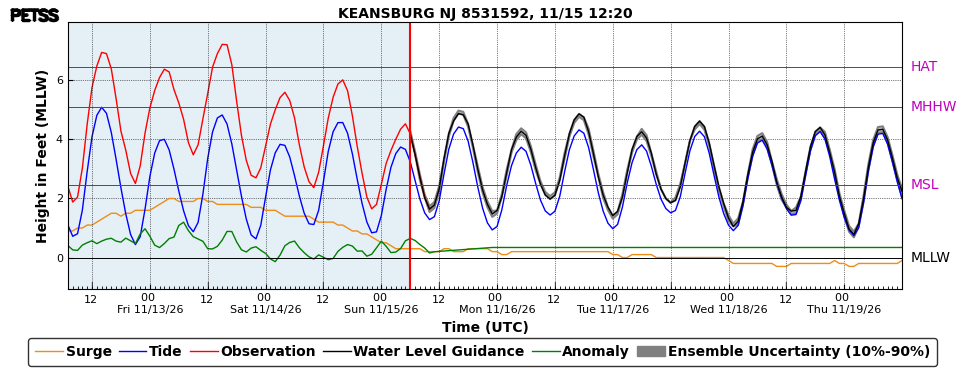 PETSS
KEANSBURG NJ 8531592, 11/15 12:20
Height in Feet (MLLW)
6
4
2
0
HAT
MHHW
MSL
MLLW
12 00 12 00 12 00 12 00 12 00 12 00 12 00
Fri 11/13/26 Sat 11/14/26 Sun 11/15/26 Mon 11/16/26 Tue 11/17/26 Wed 11/18/26 Thu 11/19/26
Time (UTC)
Surge Tide Observation Water Level Guidance Anomaly Ensemble Uncertainty (10%-90%)